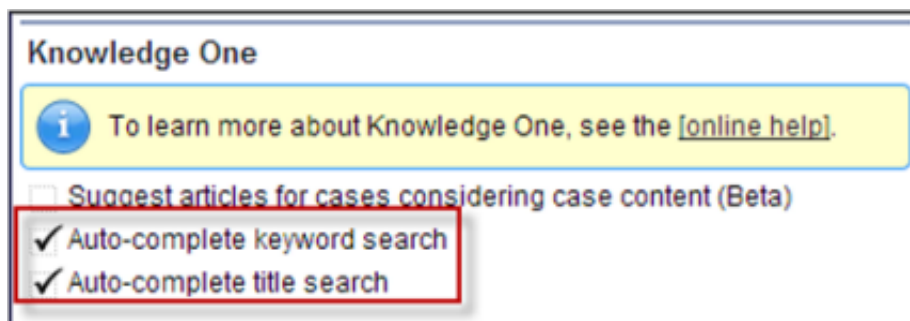 Knowledge One
i To learn more about Knowledge One, see the [online help].
Suggest articles for cases considering case content (Beta)
Auto-complete keyword search
Auto-complete title search